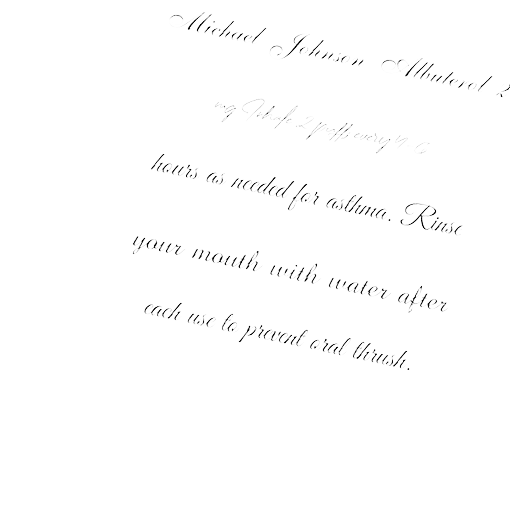 Michael Johnson Albuterol 2
mg Inhale 2 puffs every 4-6
hours as needed for asthma. Rinse
your mouth with water after
each use to prevent oral thrush.